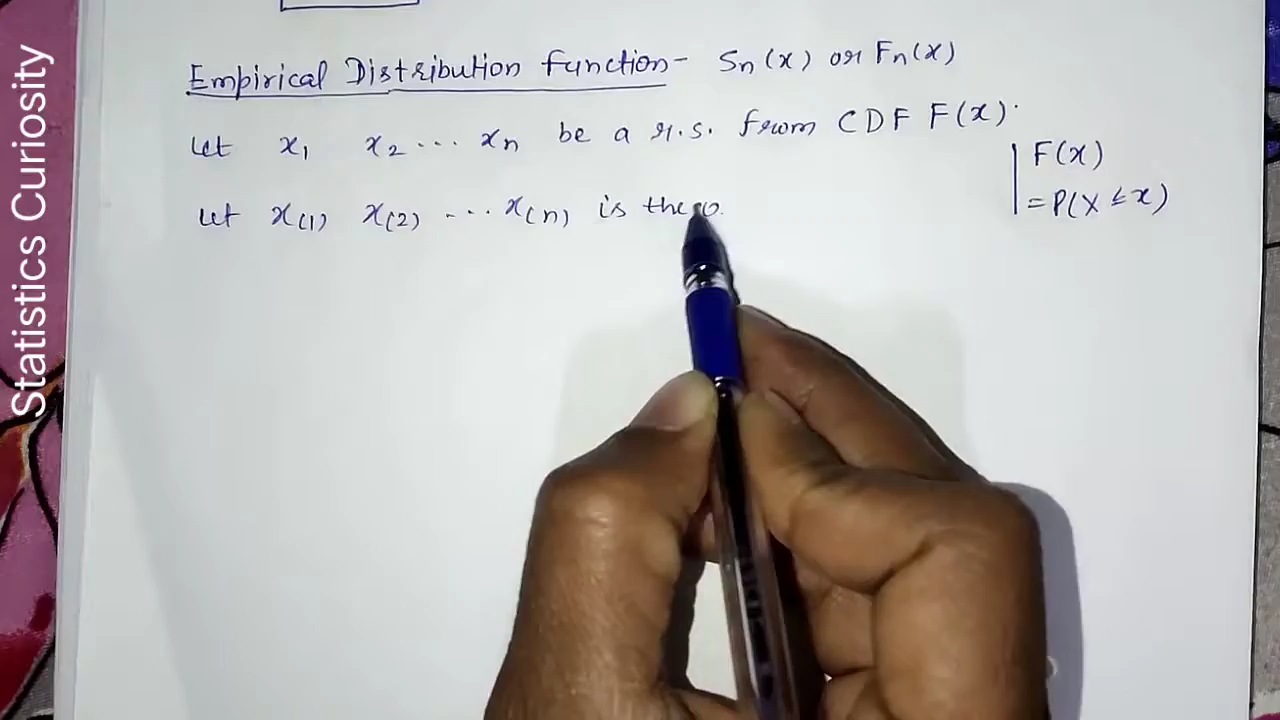 Empirical Distribution function- Sn(x) or Fn(x)
Let x1 x2 ... xn be a r.s. from CDF F(x).
F(x)
= P(X ≤ x)
Let x(1) x(2) ... x(n) is the o.
Statistics Curiosity